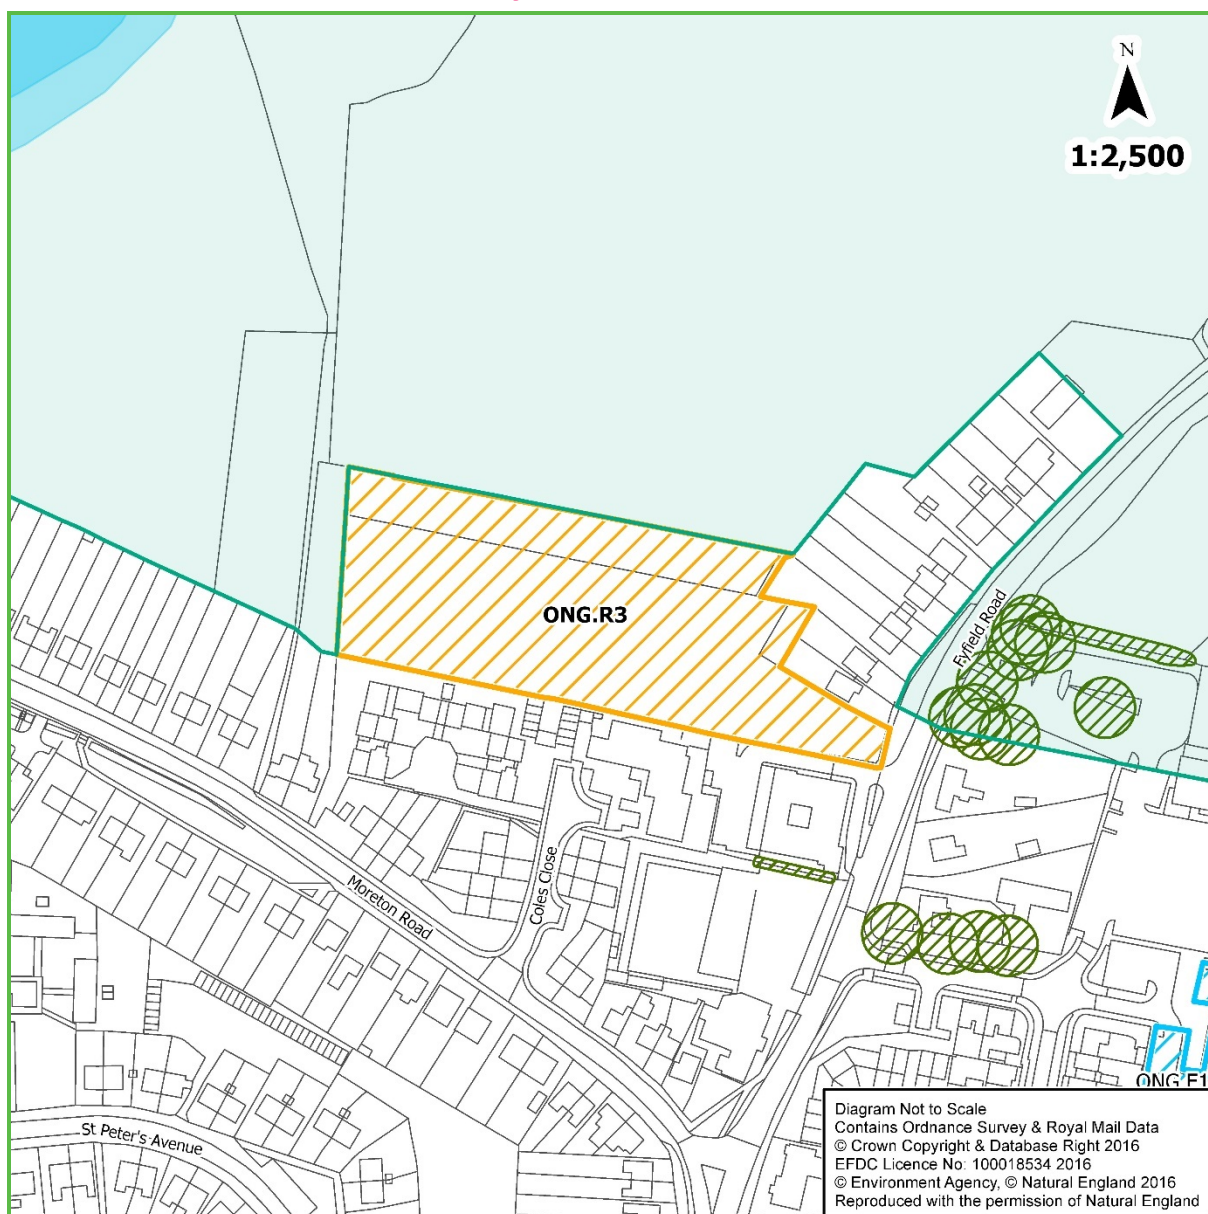 N
1:2,500
ONG.R3
Fyfield Road
Moreton Road
Coles Close
St Peter's Avenue
ONG.E1
Diagram Not to Scale
Contains Ordnance Survey & Royal Mail Data
© Crown Copyright & Database Right 2016
EFDC Licence No: 100018534 2016
© Environment Agency, © Natural England 2016
Reproduced with the permission of Natural England